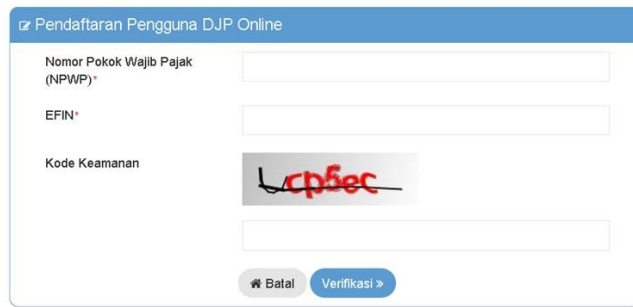 Pendaftaran Pengguna DJP Online
Nomor Pokok Wajib Pajak
(NPWP)*
EFIN*
Kode Keamanan
Batal
Verifikasi »